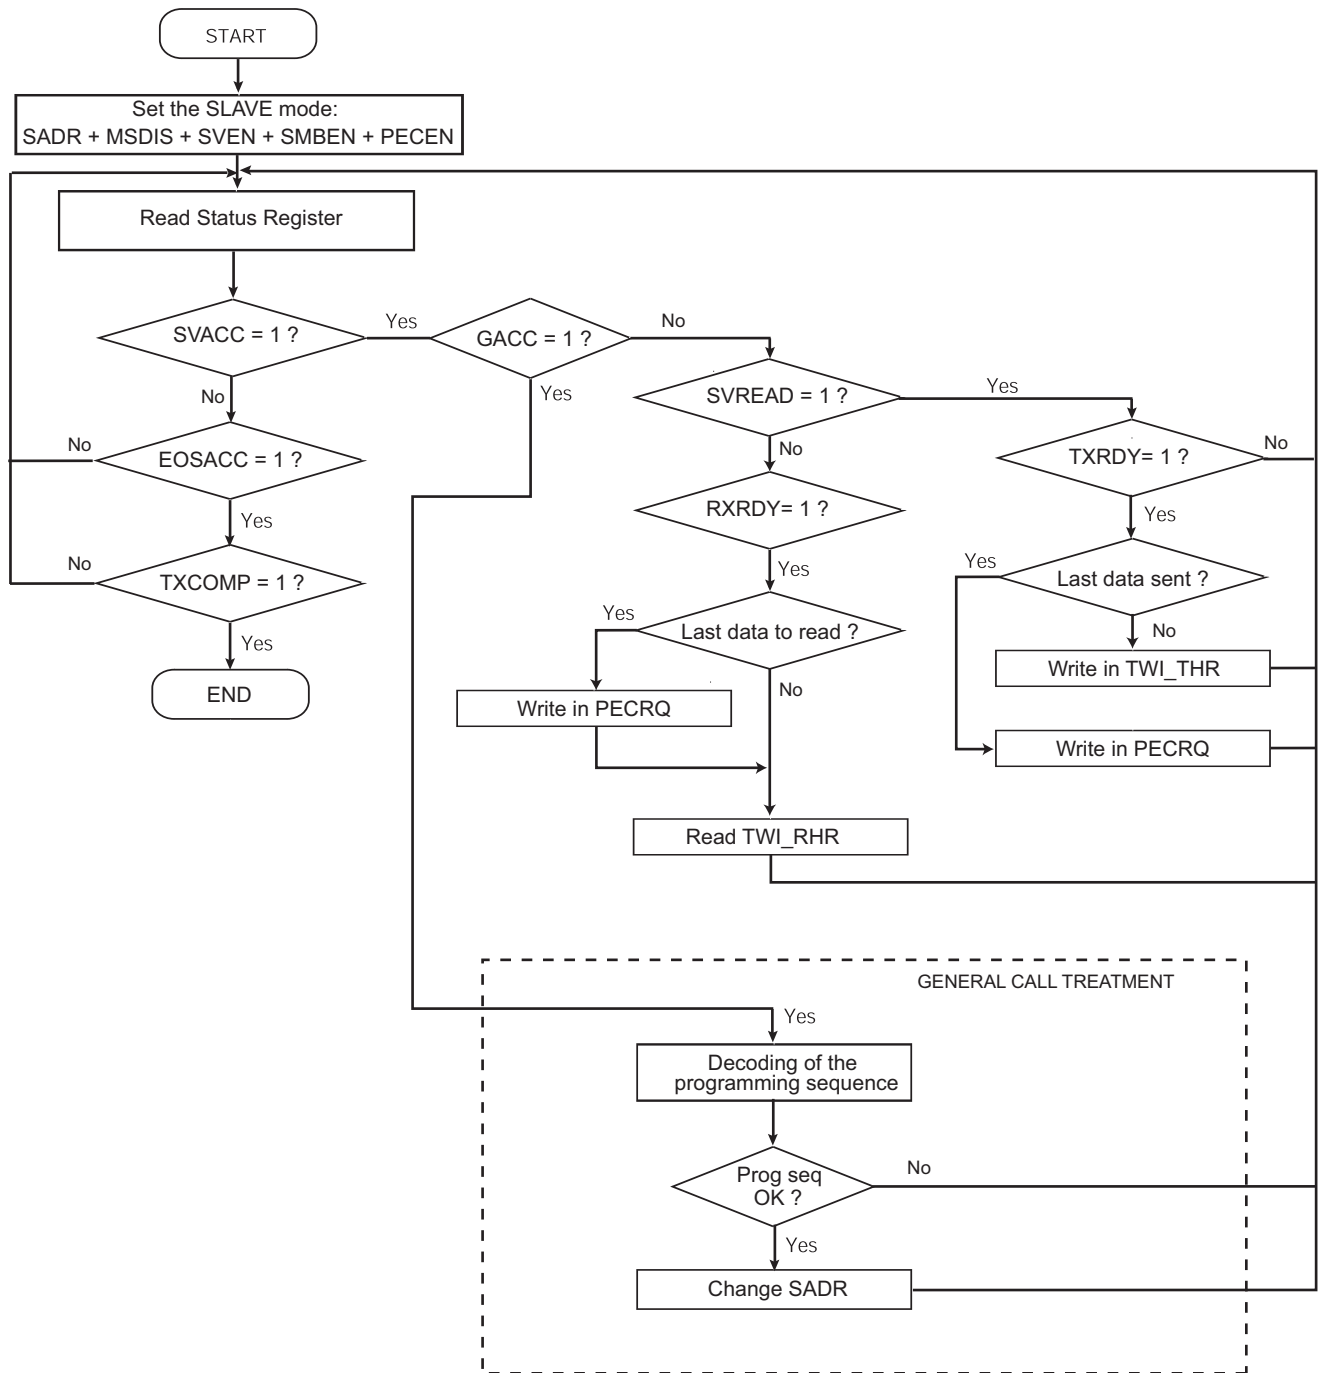 START
Set the SLAVE mode:
SADR + MSDIS + SVEN + SMBEN + PECEN
Read Status Register
SVACC = 1 ?
Yes
GACC = 1 ?
No
No
Yes
SVREAD = 1 ?
Yes
No
EOSACC = 1 ?
No
TXRDY= 1 ?
No
Yes
RXRDY= 1 ?
Yes
No
TXCOMP = 1 ?
Yes
Yes
Last data sent ?
Yes
Yes
Last data to read ?
No
END
No
Write in TWI_THR
Write in PECRQ
Write in PECRQ
Read TWI_RHR
GENERAL CALL TREATMENT
Yes
Decoding of the
programming sequence
Prog seq
OK ?
No
Yes
Change SADR